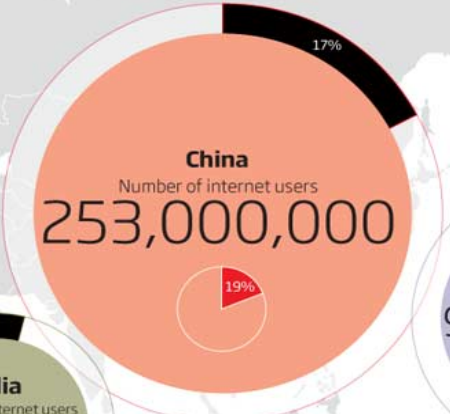 17%
China
Number of internet users
253,000,000
19%